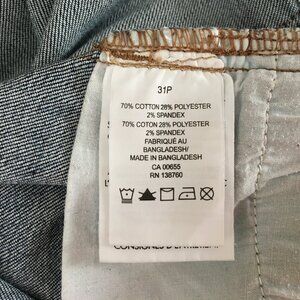 31P
70% COTTON 28% POLYESTER
2% SPANDEX
70% COTON 28% POLYESTER
2% SPANDEX
FABRIQUÉ AU
BANGLADESH/
MADE IN BANGLADESH
CA 00655
RN 138760